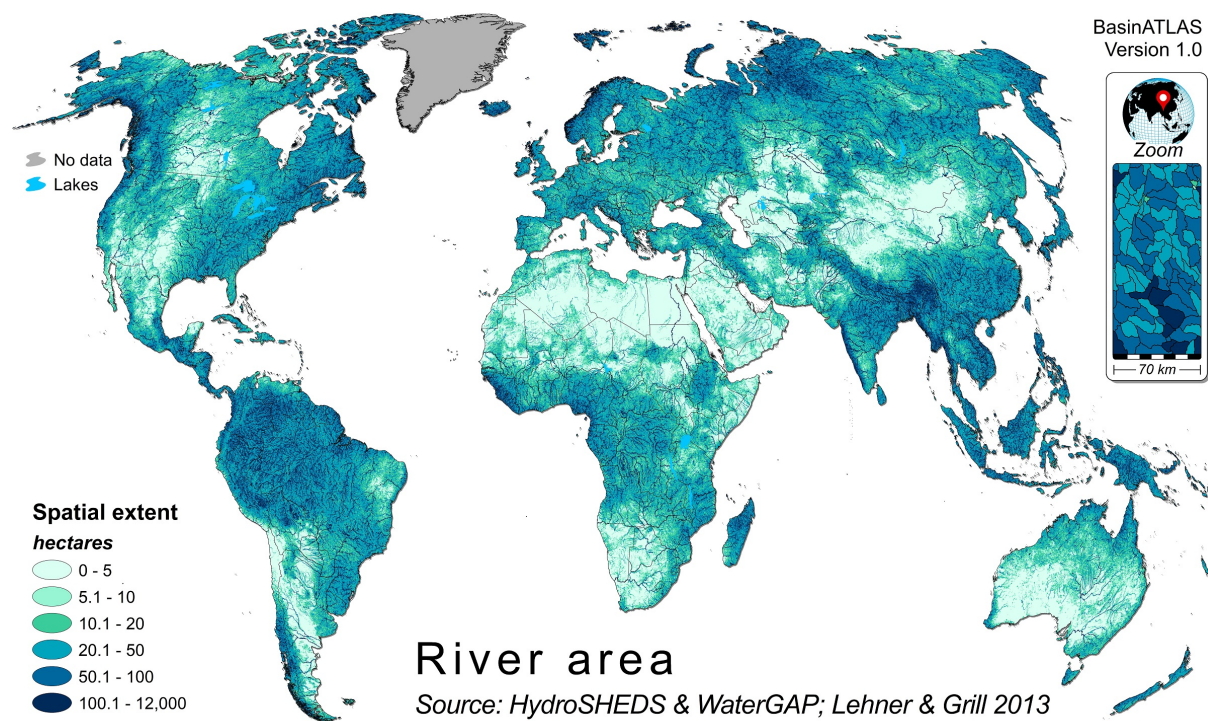 BasinATLAS
Version 1.0
Zoom
70 km
No data
Lakes
Spatial extent
hectares
0 - 5
5.1 - 10
10.1 - 20
20.1 - 50
50.1 - 100
100.1 - 12,000
River area
Source: HydroSHEDS & WaterGAP; Lehner & Grill 2013